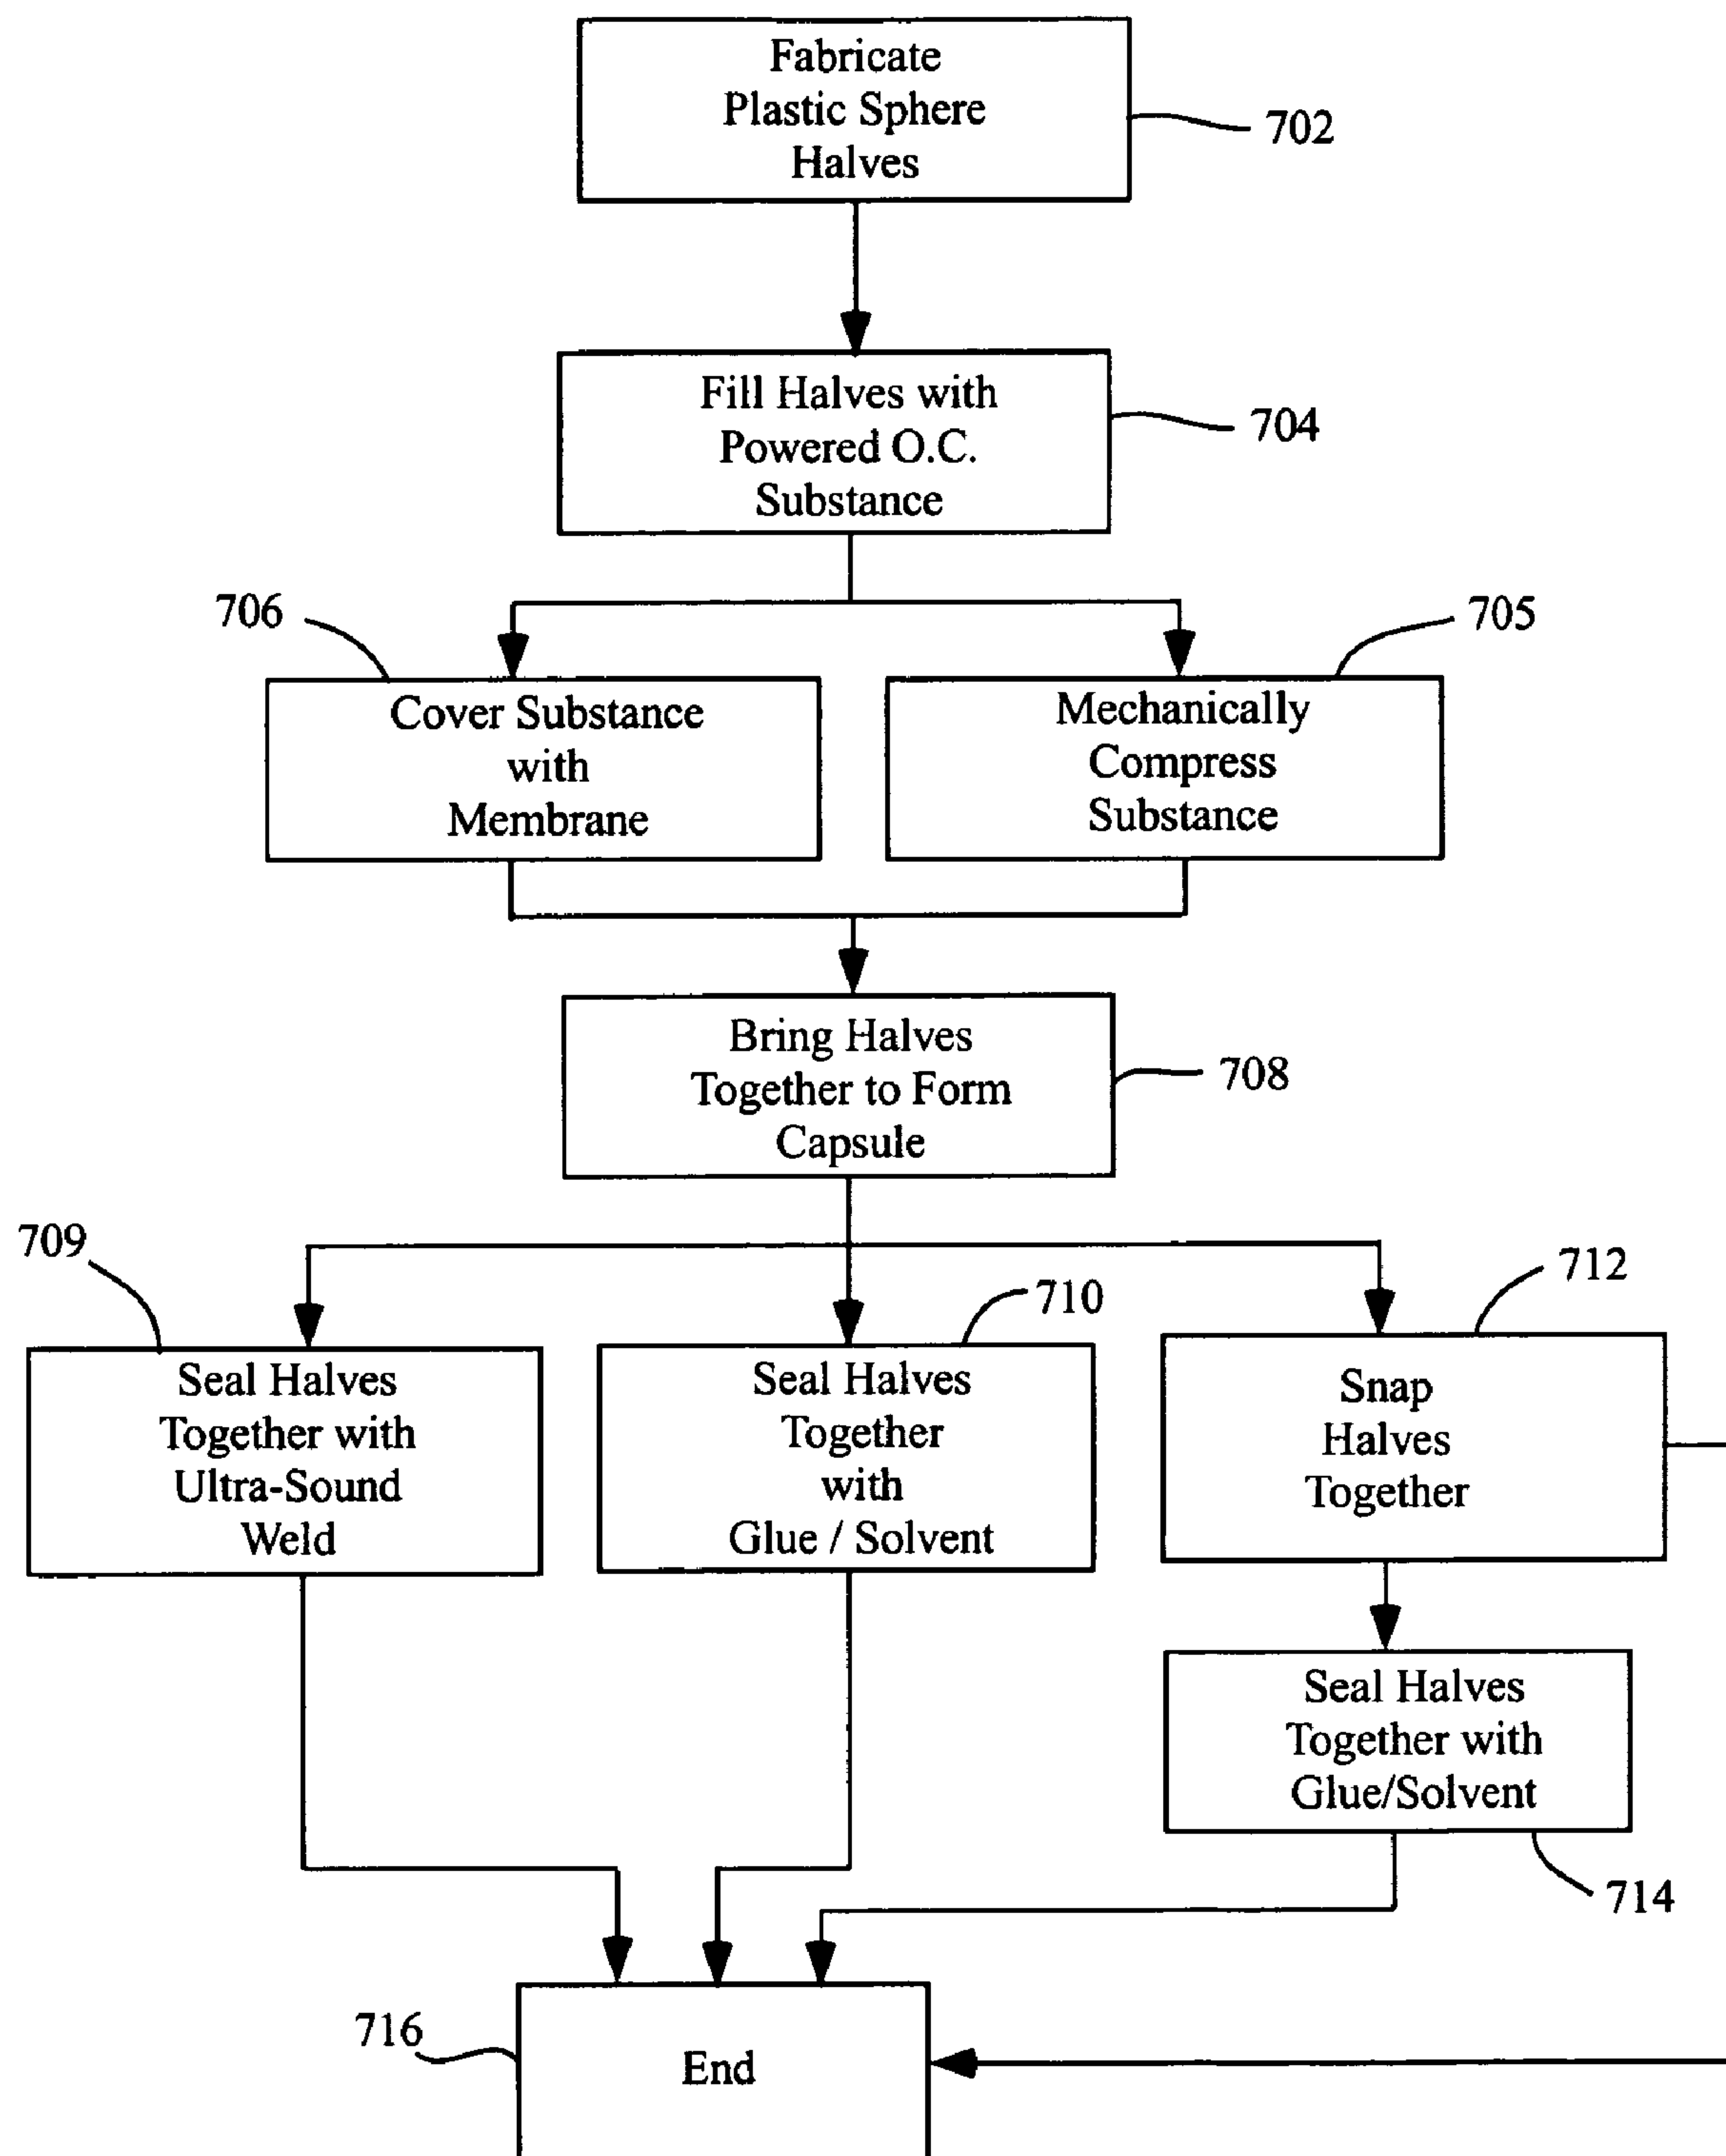 Fabricate
Plastic Sphere
Halves
702
Fill Halves with
Powered O.C.
Substance
704
706
705
Cover Substance
with
Membrane
Mechanically
Compress
Substance
Bring Halves
Together to Form
Capsule
708
709
710
712
Seal Halves
Together with
Ultra-Sound
Weld
Seal Halves
Together
with
Glue / Solvent
Snap
Halves
Together
Seal Halves
Together with
Glue/Solvent
714
716
End